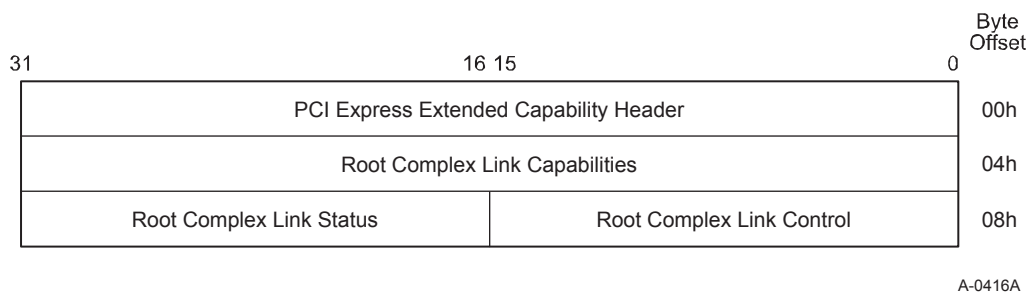 Byte
Offset
31 16 15 0
PCI Express Extended Capability Header 00h
Root Complex Link Capabilities 04h
Root Complex Link Status Root Complex Link Control 08h
A-0416A